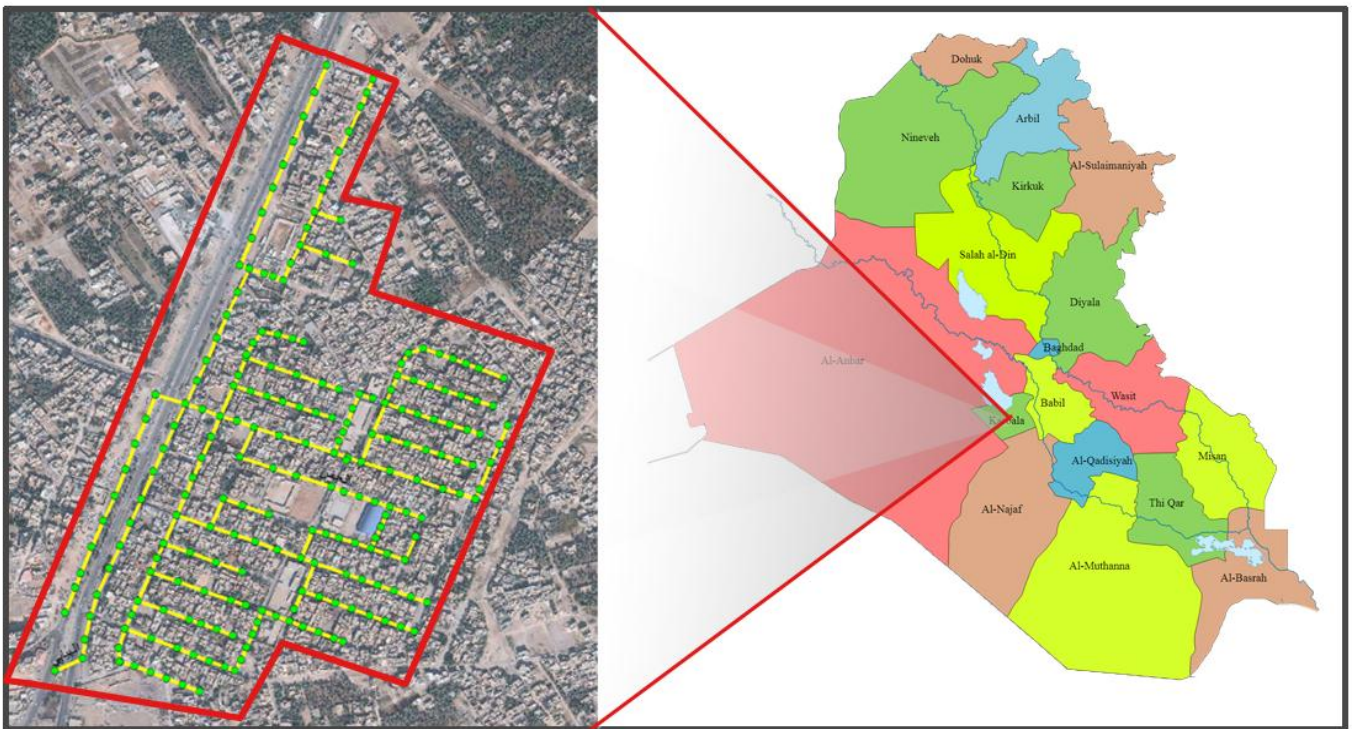 Dohuk
Nineveh
Arbil
Al-Sulaimaniyah
Kirkuk
Salah al-Din
Diyala
Al-Anbar
Baghdad
Wasit
Babil
Karbala
Al-Qadisiyah
Misan
Thi Qar
Al-Najaf
Al-Muthanna
Al-Basrah